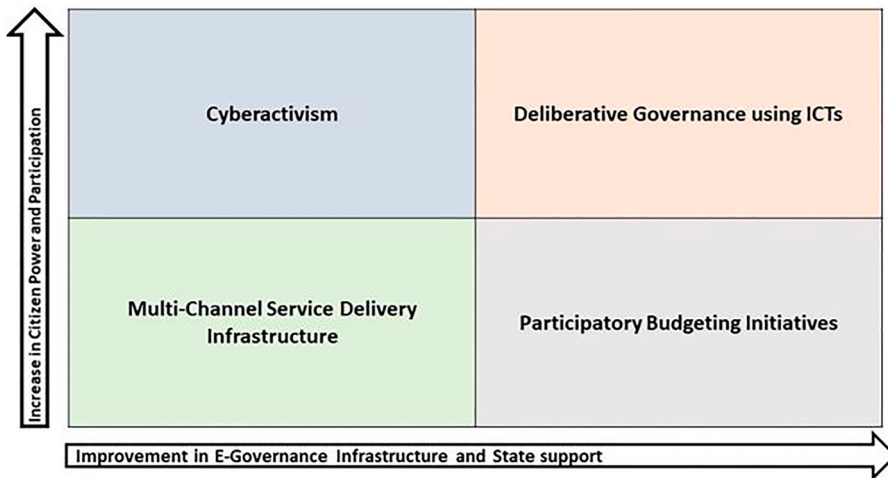 Increase in Citizen Power and Participation
Cyberactivism
Deliberative Governance using ICTs
Multi-Channel Service Delivery
Infrastructure
Participatory Budgeting Initiatives
Improvement in E-Governance Infrastructure and State support